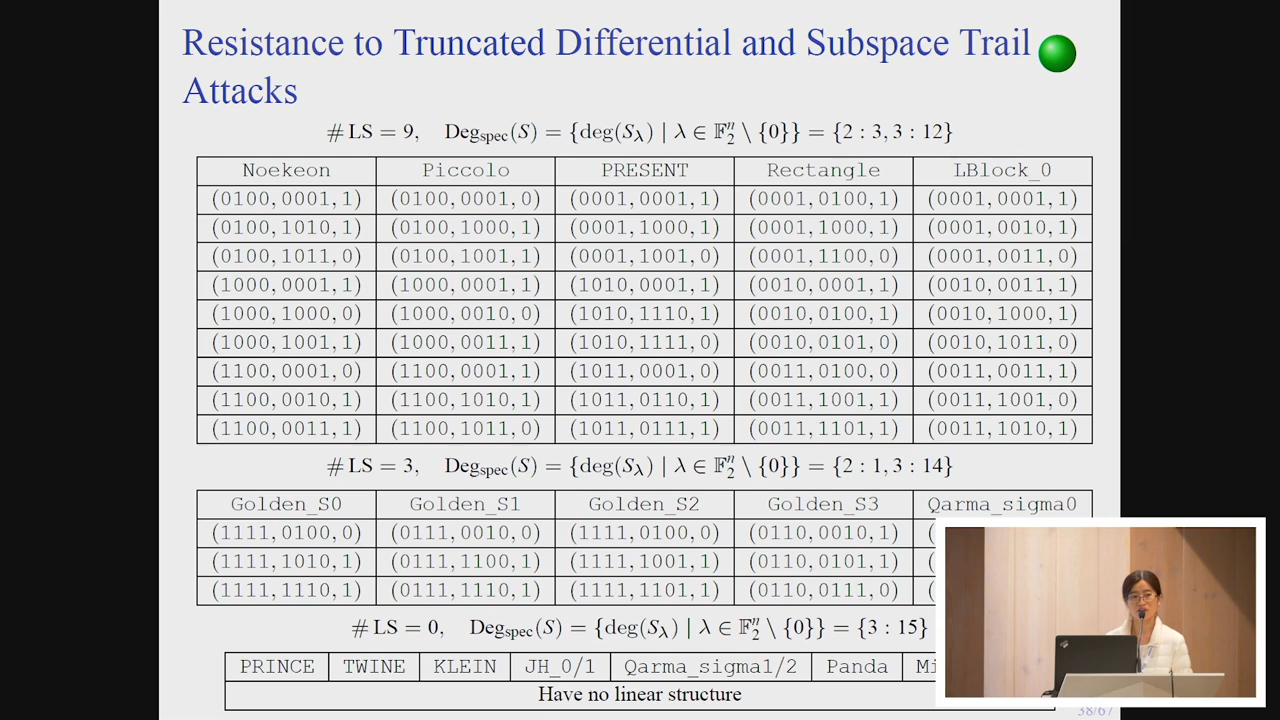 Resistance to Truncated Differential and Subspace Trail
Attacks
# LS = 9, Deg_spec(S) = {deg(S_λ) | λ ∈ 𝔽₂ⁿ \ {0}} = {2 : 3, 3 : 12}
Noekeon Piccolo PRESENT Rectangle LBlock_0
(0100,0001,1) (0100,0001,0) (0001,0001,1) (0001,0100,1) (0001,0001,1)
(0100,1010,1) (0100,1000,1) (0001,1000,1) (0001,1000,1) (0001,0010,1)
(0100,1011,0) (0100,1001,1) (0001,1001,0) (0001,1100,0) (0001,0011,0)
(1000,0001,1) (1000,0001,1) (1010,0001,1) (0010,0001,1) (0010,0011,1)
(1000,1000,0) (1000,0010,0) (1010,1110,1) (0010,0100,1) (0010,1000,1)
(1000,1001,1) (1000,0011,1) (1010,1111,0) (0010,0101,0) (0010,1011,0)
(1100,0001,0) (1100,0001,1) (1011,0001,0) (0011,0100,0) (0011,0011,1)
(1100,0010,1) (1100,1010,1) (1011,0110,1) (0011,1001,1) (0011,1001,0)
(1100,0011,1) (1100,1011,0) (1011,0111,1) (0011,1101,1) (0011,1010,1)
# LS = 3, Deg_spec(S) = {deg(S_λ) | λ ∈ 𝔽₂ⁿ \ {0}} = {2 : 1, 3 : 14}
Golden_S0 Golden_S1 Golden_S2 Golden_S3 Qarma_sigma0
(1111,0100,0) (0111,0010,0) (1111,0100,0) (0110,0010,1)
(1111,1010,1) (0111,1100,1) (1111,1001,1) (0110,0101,1)
(1111,1110,1) (0111,1110,1) (1111,1101,1) (0110,0111,0)
# LS = 0, Deg_spec(S) = {deg(S_λ) | λ ∈ 𝔽₂ⁿ \ {0}} = {3 : 15}
PRINCE TWINE KLEIN JH_0/1 Qarma_sigma1/2 Panda
Have no linear structure
38/67